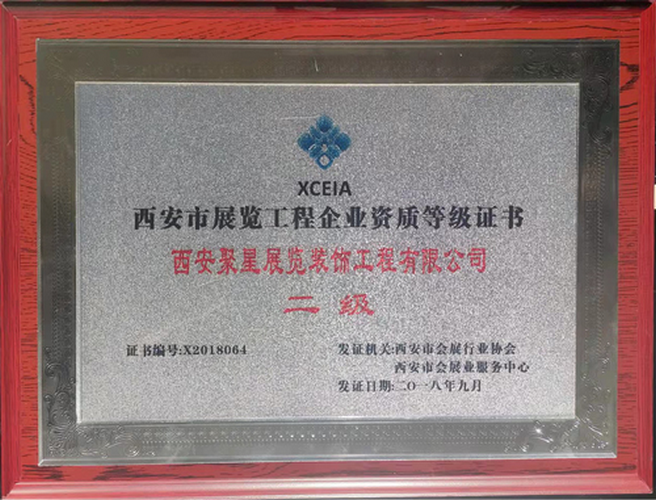 XCEIA
西安市展览工程企业资质等级证书
西安聚星展览装饰工程有限公司
二级
证书编号:X2018064
发证机关:西安市会展行业协会
西安市会展业服务中心
发证日期:二〇一八年九月